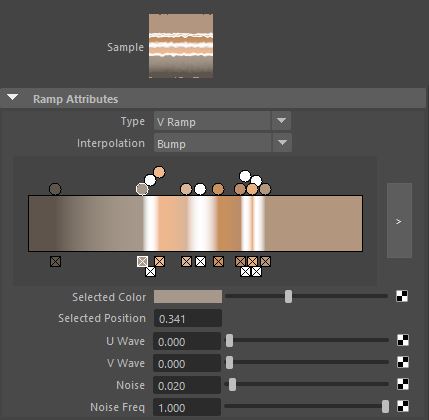 Sample
Ramp Attributes
Type V Ramp
Interpolation Bump
>
Selected Color
Selected Position 0.341
U Wave 0.000
V Wave 0.000
Noise 0.020
Noise Freq 1.000